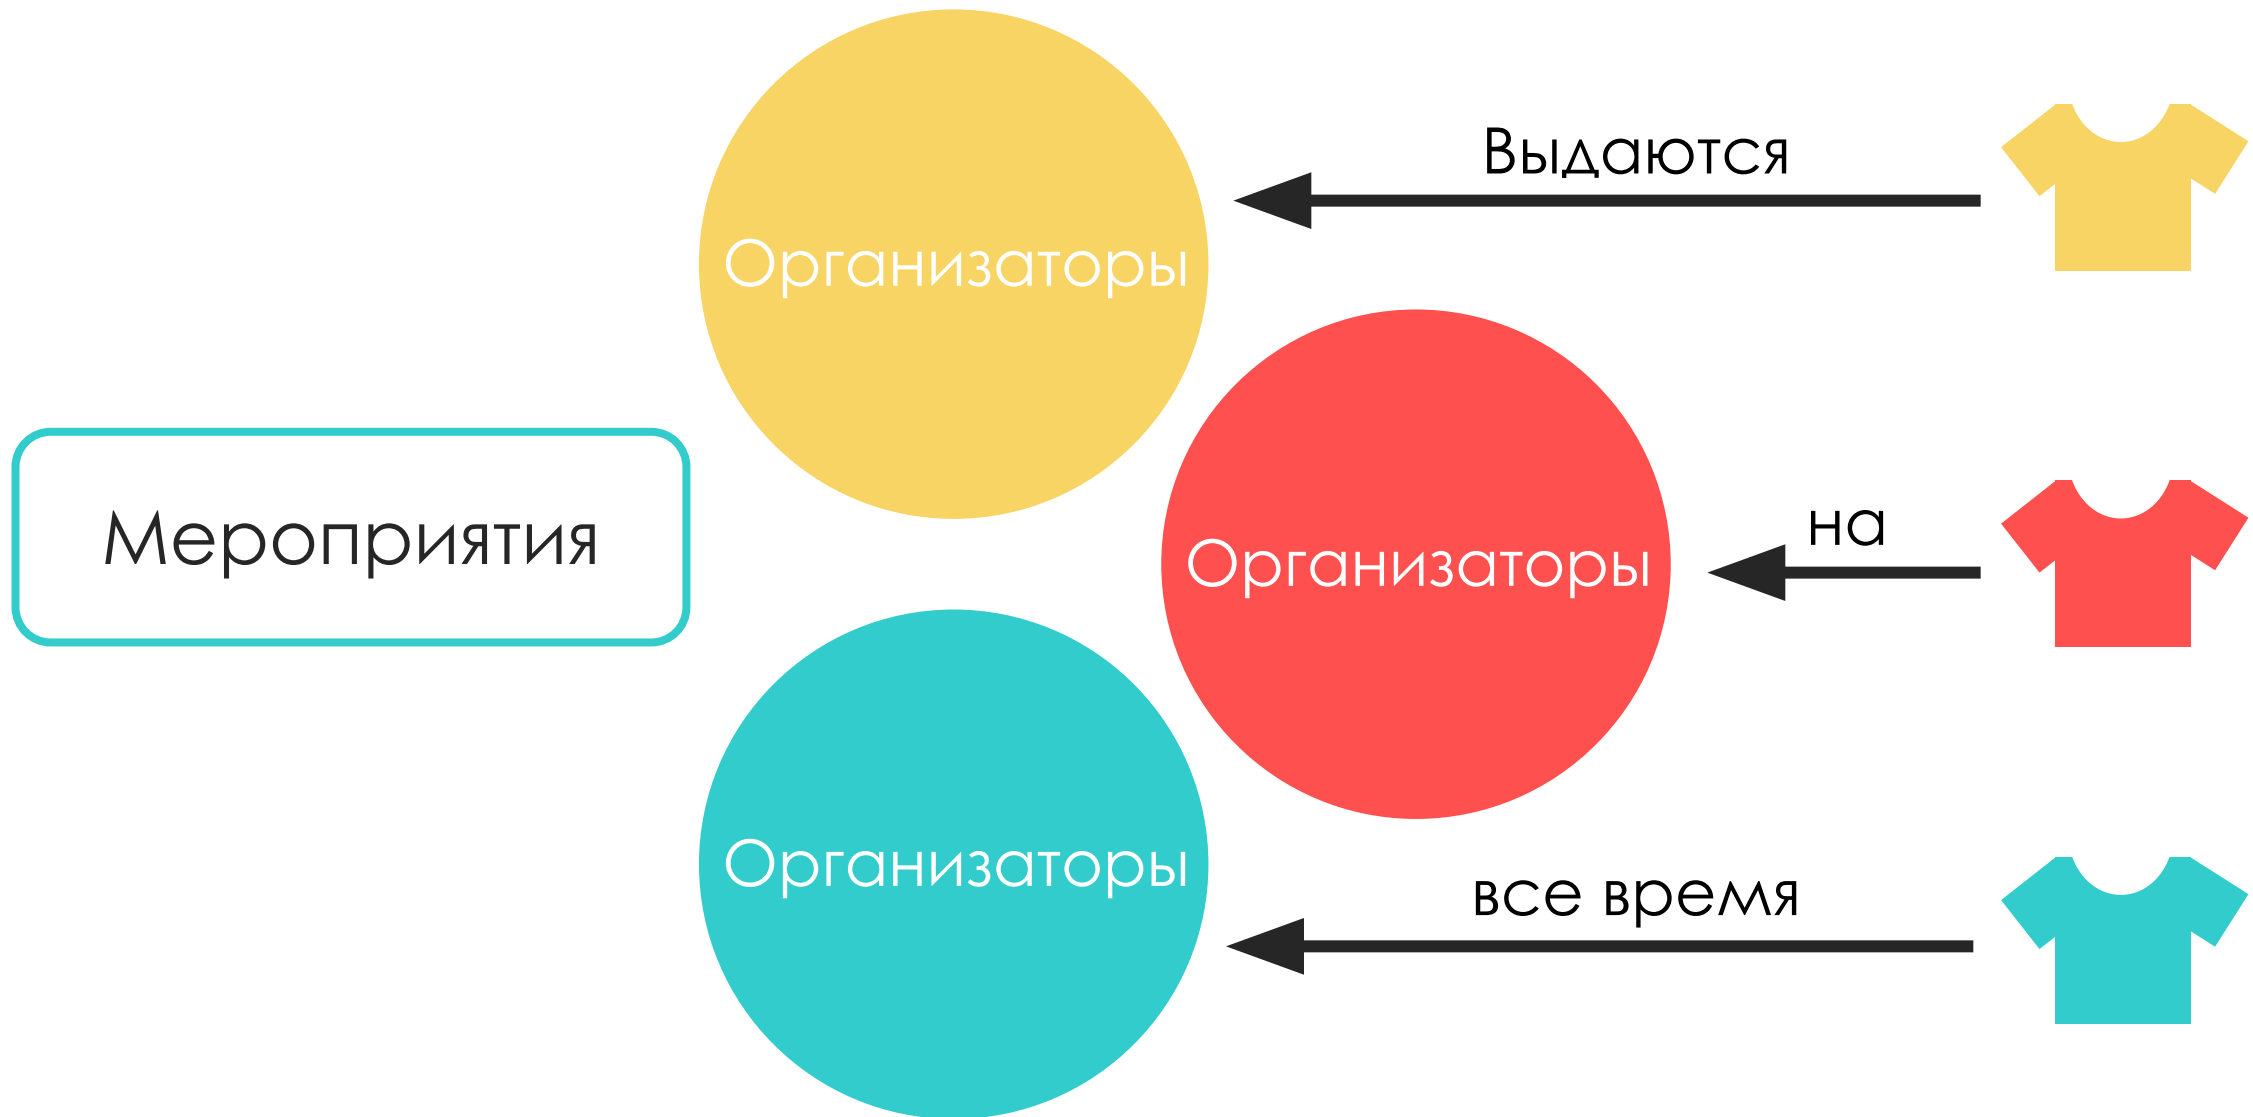 Выдаются
Организаторы
на
Мероприятия
Организаторы
все время
Организаторы